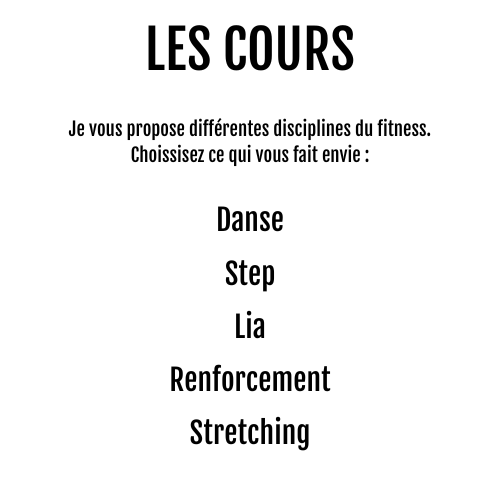 LES COURS
Je vous propose différentes disciplines du fitness.
Choissisez ce qui vous fait envie :
Danse
Step
Lia
Renforcement
Stretching